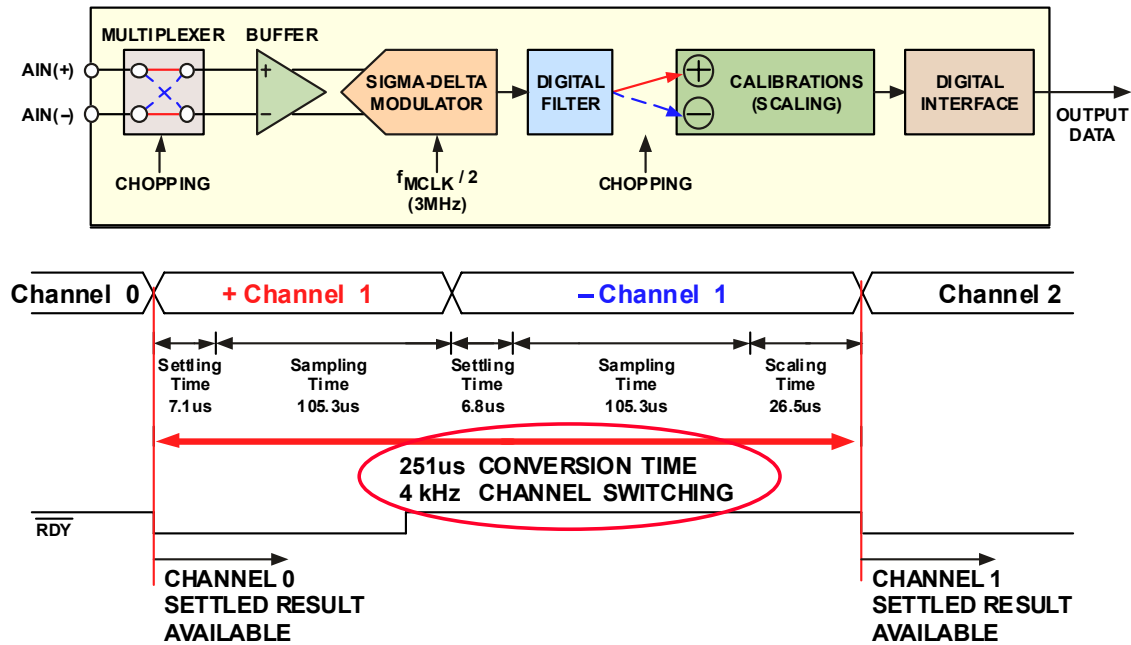 MULTIPLEXER BUFFER
AIN(+)
AIN(–)
+
–
SIGMA-DELTA
MODULATOR
DIGITAL
FILTER
+
–
CALIBRATIONS
(SCALING)
DIGITAL
INTERFACE
OUTPUT
DATA
CHOPPING
fMCLK / 2
(3MHz)
CHOPPING
Channel 0
+ Channel 1
– Channel 1
Channel 2
Settling
Time
7.1us
Sampling
Time
105.3us
Settling
Time
6.8us
Sampling
Time
105.3us
Scaling
Time
26.5us
251us CONVERSION TIME
4 kHz CHANNEL SWITCHING
RDY
CHANNEL 0
SETTLED RESULT
AVAILABLE
CHANNEL 1
SETTLED RESULT
AVAILABLE